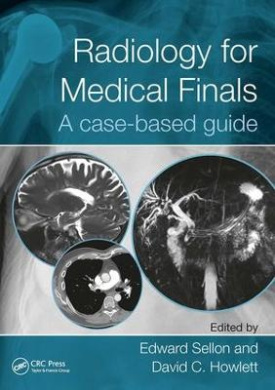 Radiology for
Medical Finals
A case-based guide
Edited by
Edward Sellon and
David C. Howlett
CRC Press
Taylor & Francis Group